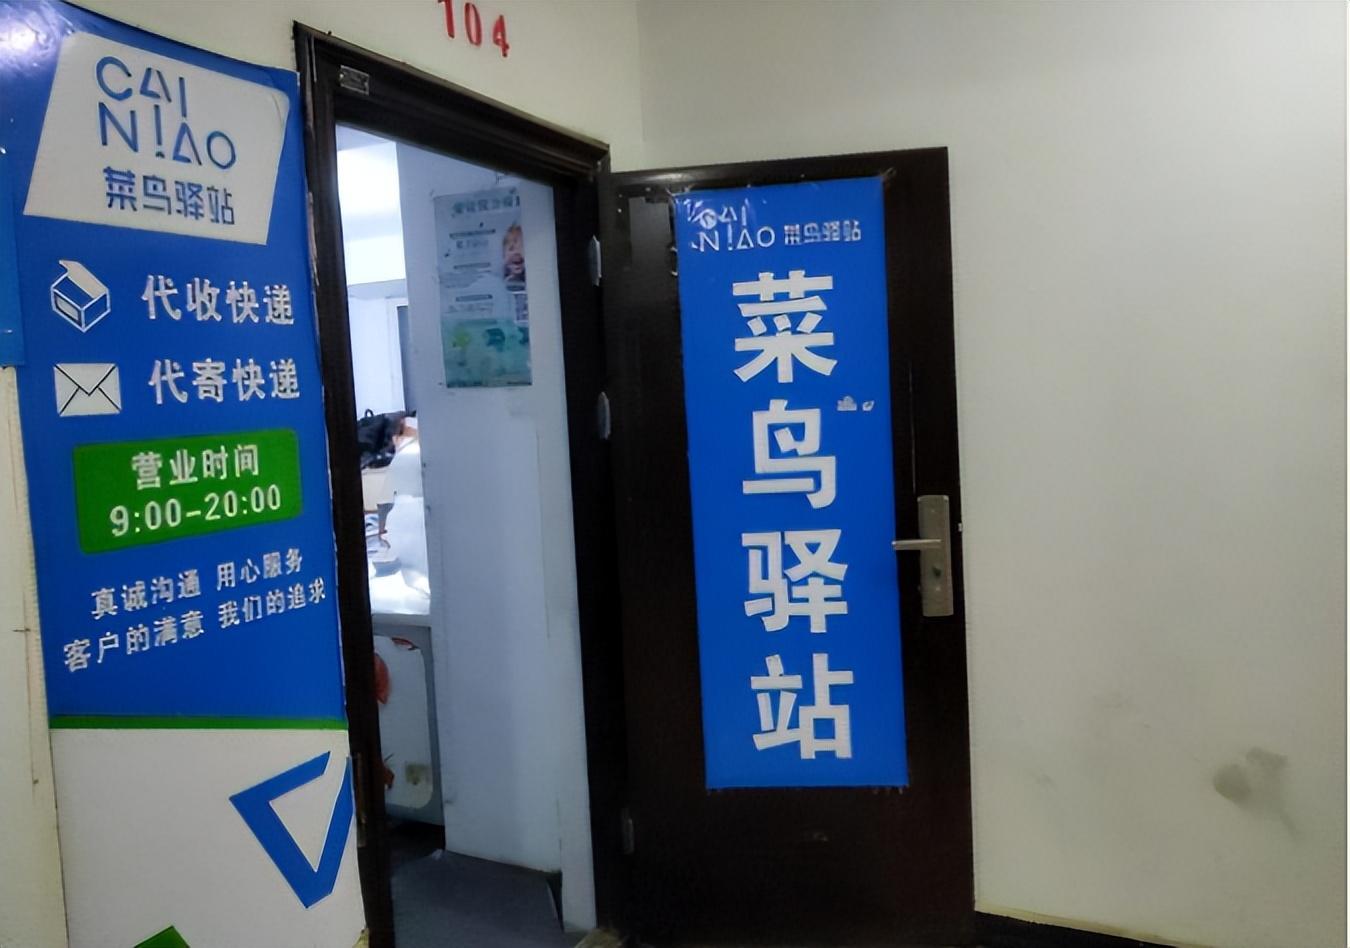 104
CAI
NIAO
菜鸟驿站
代收快递
代寄快递
营业时间
9:00-20:00
真诚沟通 用心服务
客户的满意 我们的追求
CAI
NIAO 菜鸟驿站
菜
鸟
驿
站